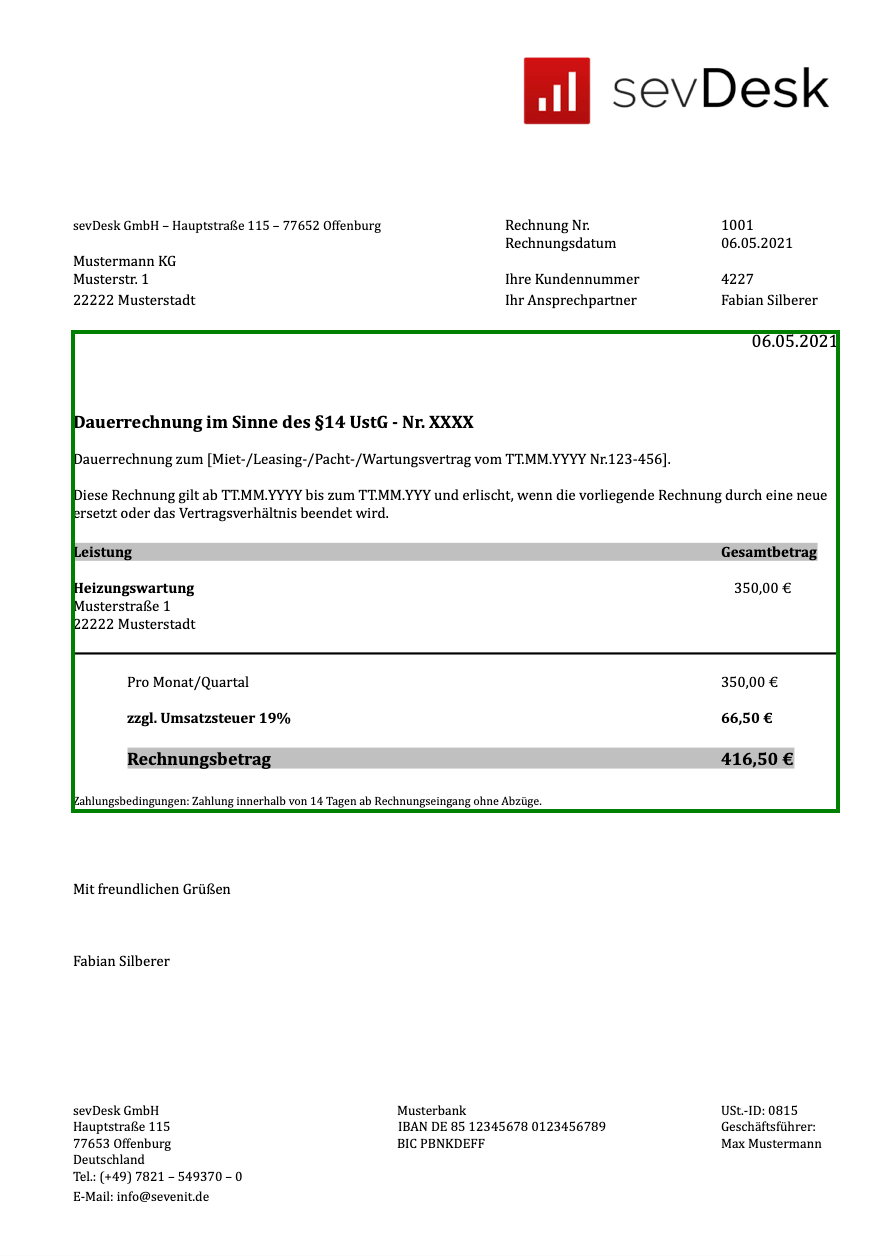 sevDesk
sevDesk GmbH – Hauptstraße 115 – 77652 Offenburg
Rechnung Nr. 1001
Rechnungsdatum 06.05.2021
Mustermann KG
Musterstr. 1
Ihre Kundennummer 4227
22222 Musterstadt
Ihr Ansprechpartner Fabian Silberer
06.05.2021
Dauerrechnung im Sinne des §14 UstG - Nr. XXXX
Dauerrechnung zum [Miet-/Leasing-/Pacht-/Wartungsvertrag vom TT.MM.YYYY Nr.123-456].
Diese Rechnung gilt ab TT.MM.YYYY bis zum TT.MM.YYY und erlischt, wenn die vorliegende Rechnung durch eine neue
ersetzt oder das Vertragsverhältnis beendet wird.
Leistung Gesamtbetrag
Heizungswartung 350,00 €
Musterstraße 1
22222 Musterstadt
Pro Monat/Quartal 350,00 €
zzgl. Umsatzsteuer 19% 66,50 €
Rechnungsbetrag 416,50 €
Zahlungsbedingungen: Zahlung innerhalb von 14 Tagen ab Rechnungseingang ohne Abzüge.
Mit freundlichen Grüßen
Fabian Silberer
sevDesk GmbH
Hauptstraße 115
77653 Offenburg
Deutschland
Tel.: (+49) 7821 – 549370 – 0
E-Mail: info@sevenit.de
Musterbank
IBAN DE 85 12345678 0123456789
BIC PBNKDEFF
USt.-ID: 0815
Geschäftsführer:
Max Mustermann